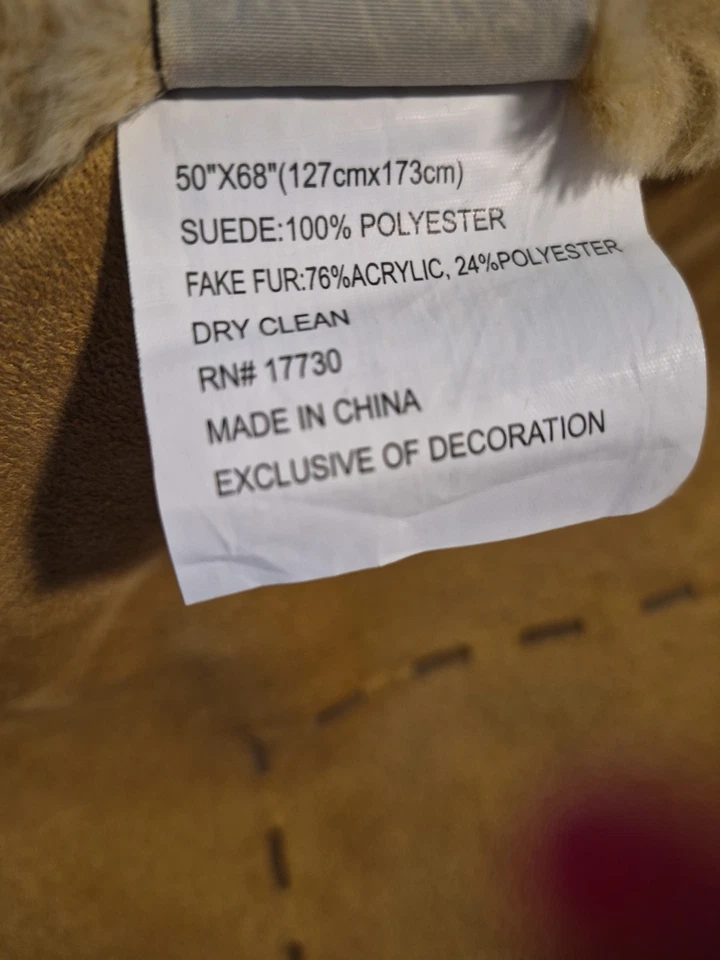 50"X68"(127cmx173cm)
SUEDE:100% POLYESTER
FAKE FUR:76%ACRYLIC, 24%POLYESTER
DRY CLEAN
RN# 17730
MADE IN CHINA
EXCLUSIVE OF DECORATION